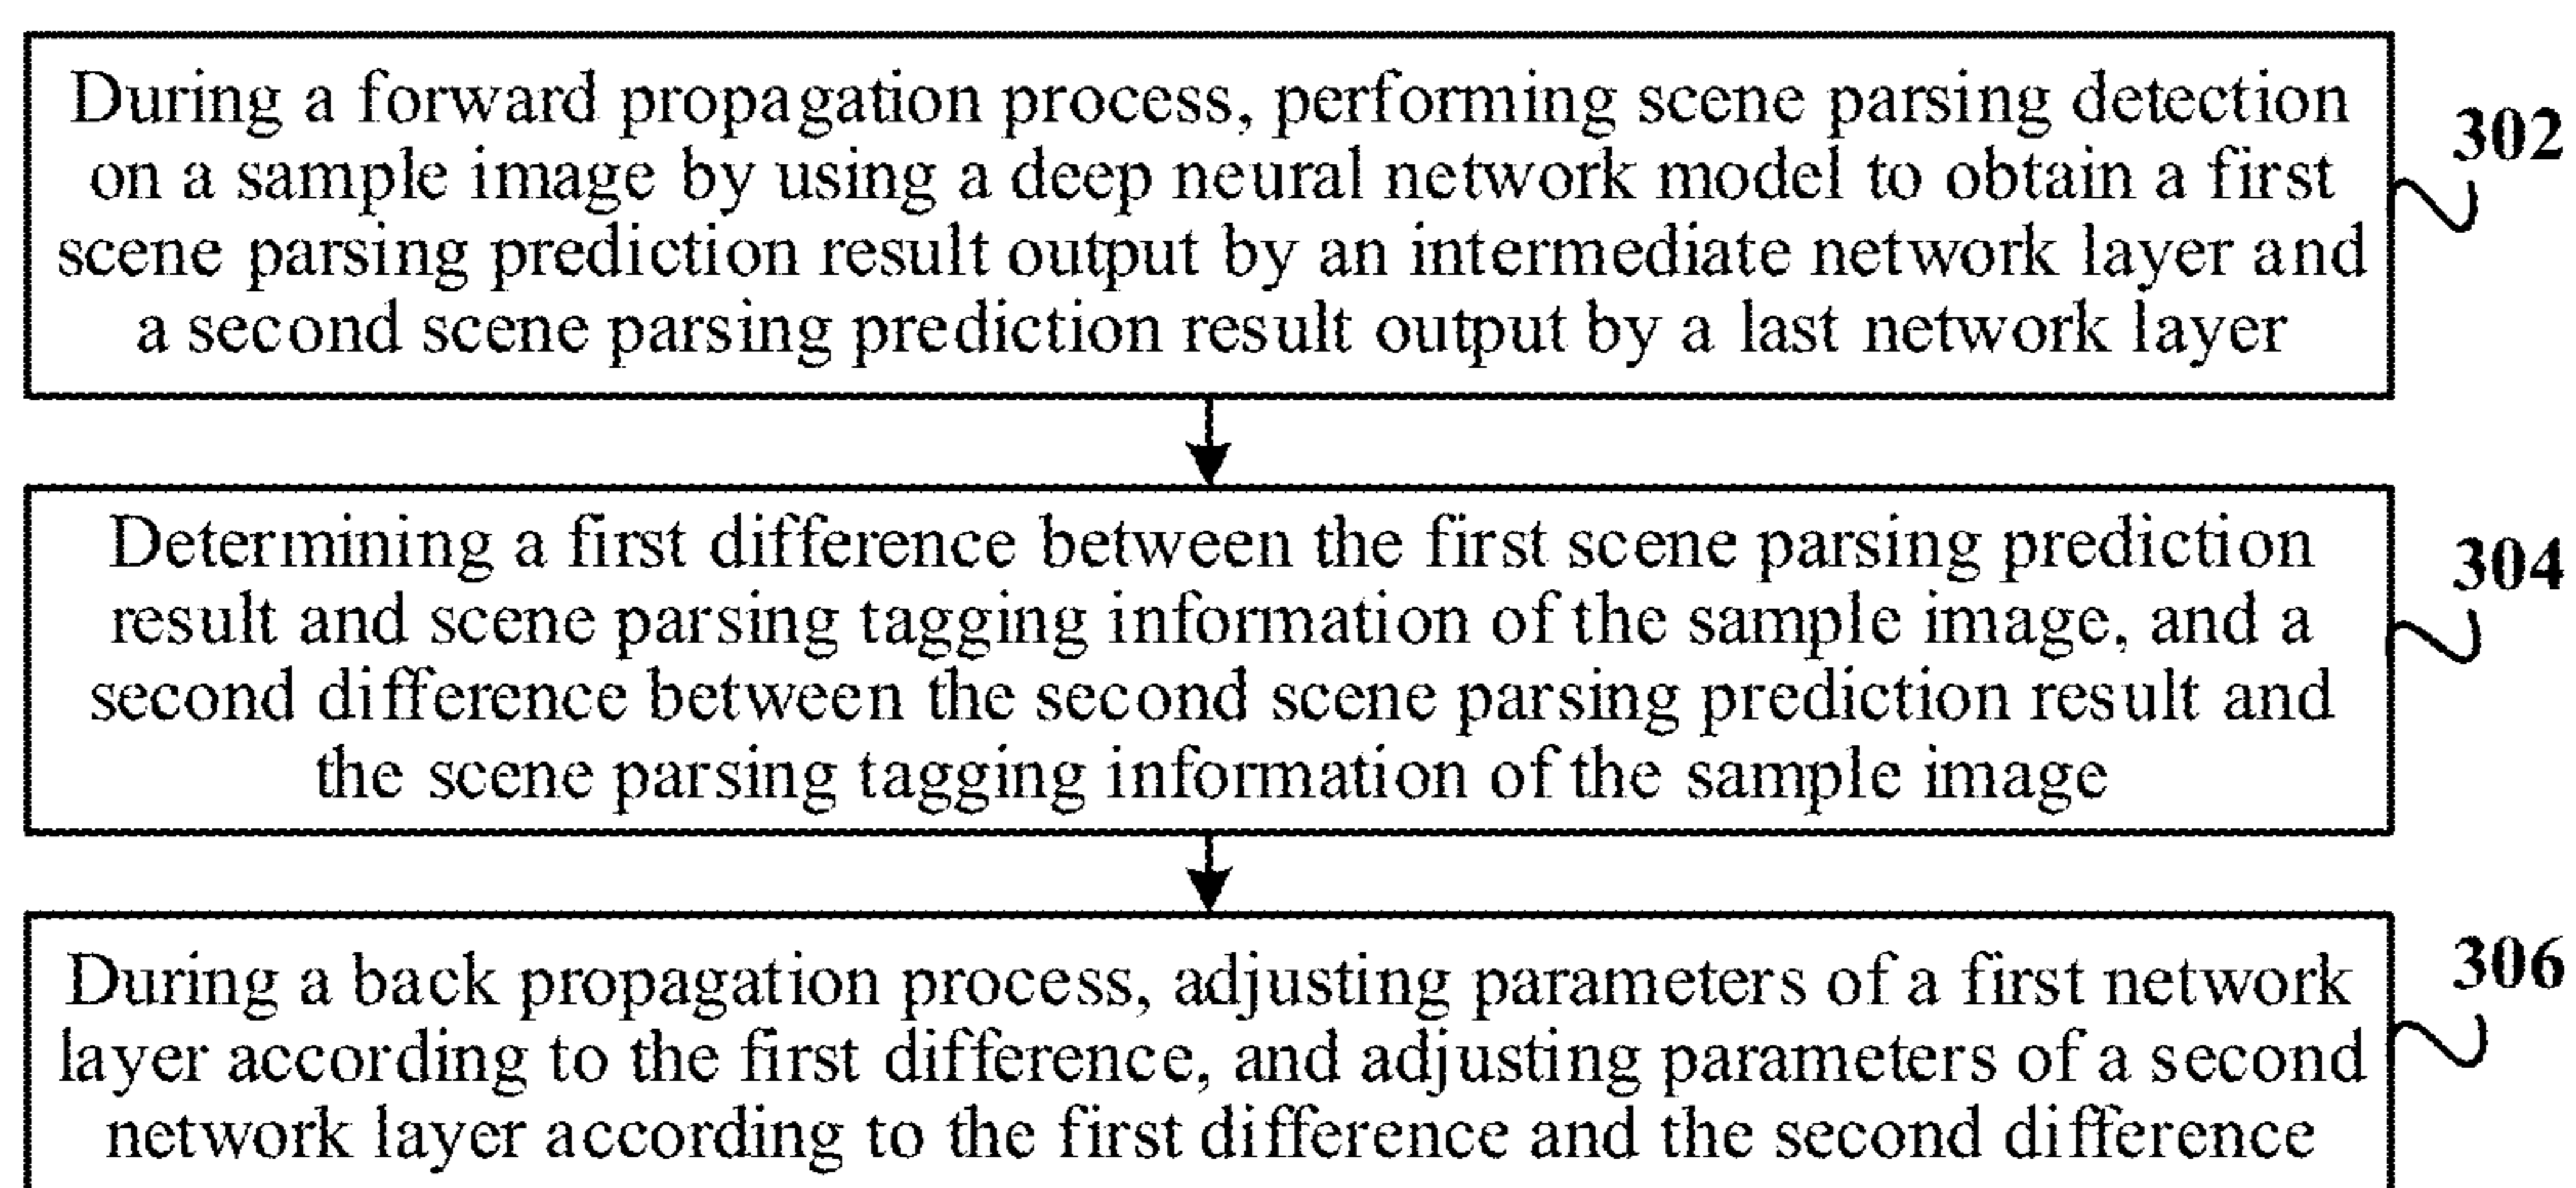 During a forward propagation process, performing scene parsing detection
on a sample image by using a deep neural network model to obtain a first
scene parsing prediction result output by an intermediate network layer and
a second scene parsing prediction result output by a last network layer
302
Determining a first difference between the first scene parsing prediction
result and scene parsing tagging information of the sample image, and a
second difference between the second scene parsing prediction result and
the scene parsing tagging information of the sample image
304
During a back propagation process, adjusting parameters of a first network
layer according to the first difference, and adjusting parameters of a second
network layer according to the first difference and the second difference
306